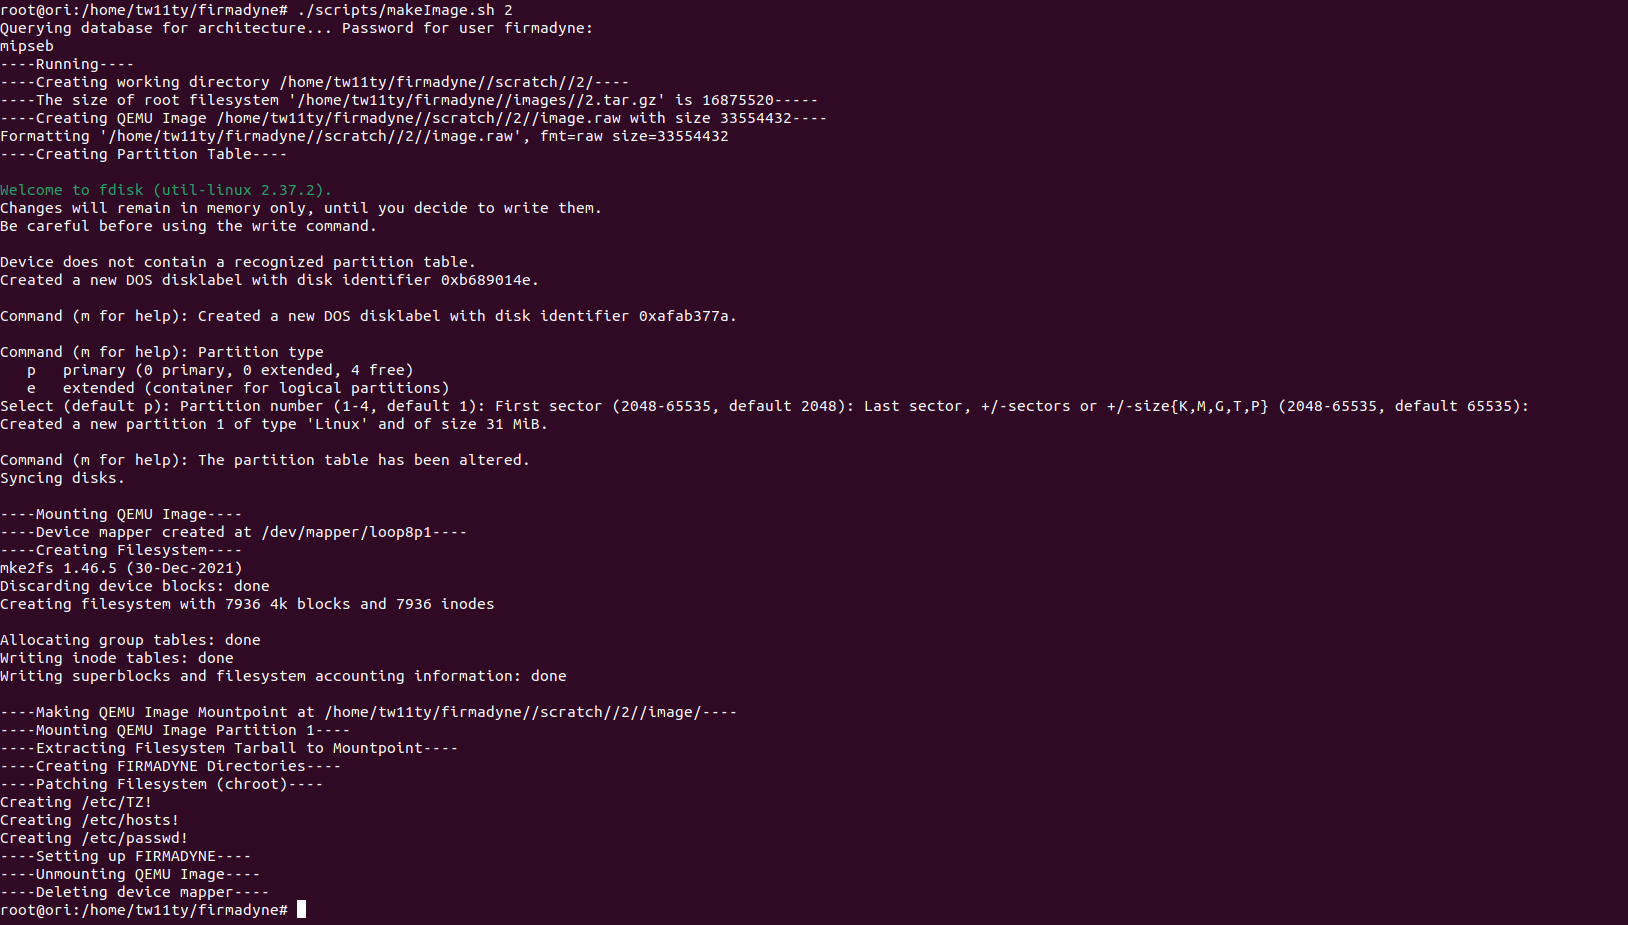 root@ori:/home/tw11ty/firmadyne# ./scripts/makeImage.sh 2
Querying database for architecture... Password for user firmadyne:
mipseb
----Running----
----Creating working directory /home/tw11ty/firmadyne//scratch//2/----
----The size of root filesystem '/home/tw11ty/firmadyne//images//2.tar.gz' is 16875520-----
----Creating QEMU Image /home/tw11ty/firmadyne//scratch//2//image.raw with size 33554432----
Formatting '/home/tw11ty/firmadyne//scratch//2//image.raw', fmt=raw size=33554432
----Creating Partition Table----
Welcome to fdisk (util-linux 2.37.2).
Changes will remain in memory only, until you decide to write them.
Be careful before using the write command.
Device does not contain a recognized partition table.
Created a new DOS disklabel with disk identifier 0xb689014e.
Command (m for help): Created a new DOS disklabel with disk identifier 0xafab377a.
Command (m for help): Partition type
   p   primary (0 primary, 0 extended, 4 free)
   e   extended (container for logical partitions)
Select (default p): Partition number (1-4, default 1): First sector (2048-65535, default 2048): Last sector, +/-sectors or +/-size{K,M,G,T,P} (2048-65535, default 65535):
Created a new partition 1 of type 'Linux' and of size 31 MiB.
Command (m for help): The partition table has been altered.
Syncing disks.
----Mounting QEMU Image----
----Device mapper created at /dev/mapper/loop8p1----
----Creating Filesystem----
mke2fs 1.46.5 (30-Dec-2021)
Discarding device blocks: done
Creating filesystem with 7936 4k blocks and 7936 inodes
Allocating group tables: done
Writing inode tables: done
Writing superblocks and filesystem accounting information: done
----Making QEMU Image Mountpoint at /home/tw11ty/firmadyne//scratch//2//image/----
----Mounting QEMU Image Partition 1----
----Extracting Filesystem Tarball to Mountpoint----
----Creating FIRMADYNE Directories----
----Patching Filesystem (chroot)----
Creating /etc/TZ!
Creating /etc/hosts!
Creating /etc/passwd!
----Setting up FIRMADYNE----
----Unmounting QEMU Image----
----Deleting device mapper----
root@ori:/home/tw11ty/firmadyne#